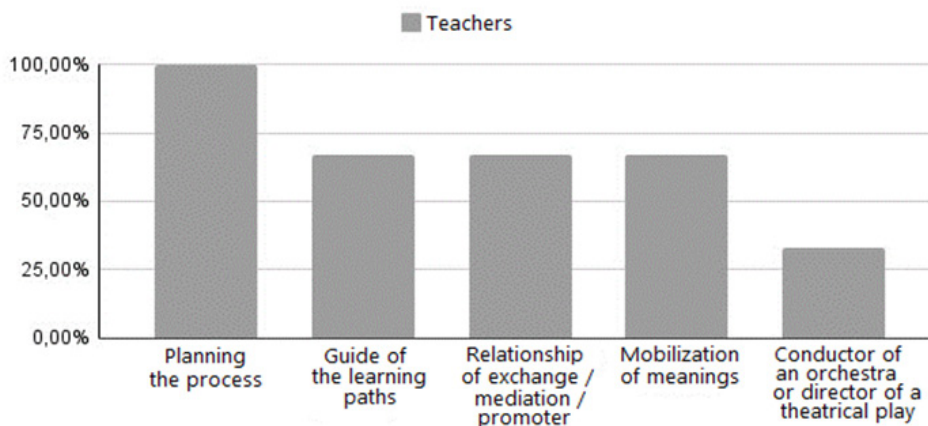 Teachers
100,00%
75,00%
50,00%
25,00%
0,00%
Planning
the process
Guide of
the learning
paths
Relationship
of exchange /
mediation /
promoter
Mobilization
of meanings
Conductor of
an orchestra
or director of a
theatrical play